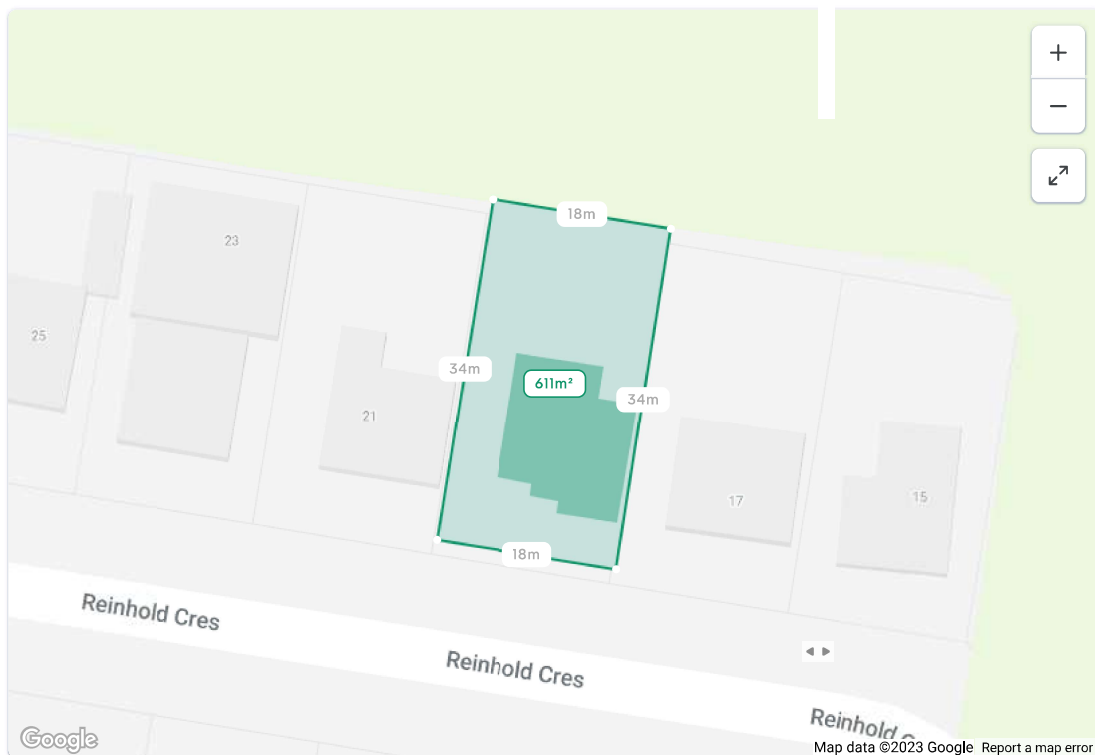 +
−
18m
23
25
34m
611m²
34m
21
17
15
18m
Reinhold Cres
Reinhold Cres
Reinhold
Google
Map data ©2023 Google Report a map error